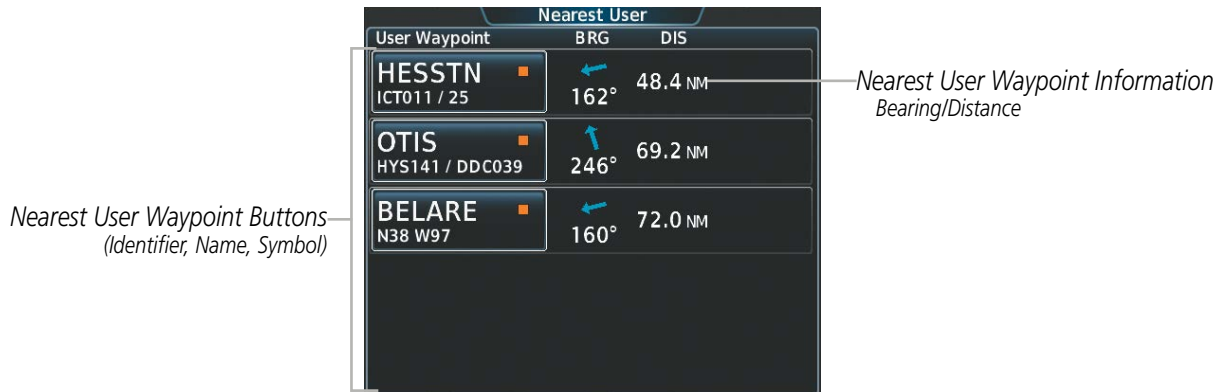 Nearest User
User Waypoint BRG DIS
HESSTN
ICT011 / 25
162°
48.4 NM
OTIS
HYS141 / DDC039
246°
69.2 NM
BELARE
N38 W97
160°
72.0 NM
Nearest User Waypoint Information
Bearing/Distance
Nearest User Waypoint Buttons
(Identifier, Name, Symbol)